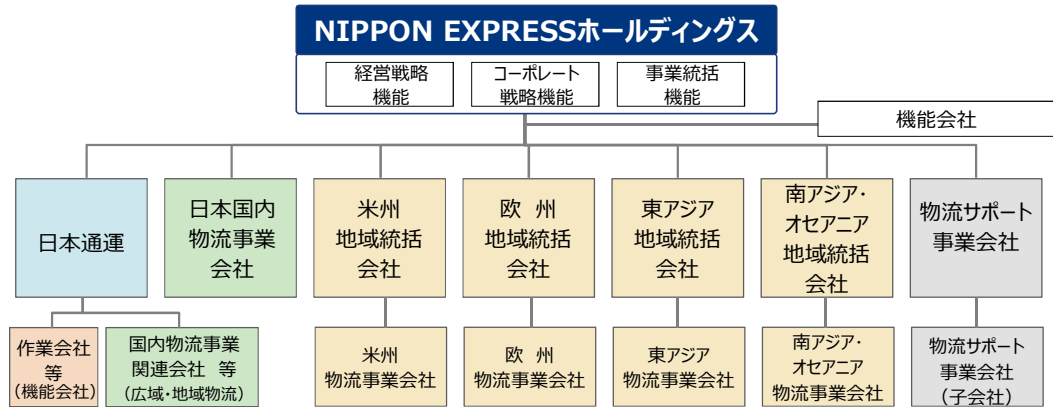 NIPPON EXPRESSホールディングス
経営戦略
機能
コーポレート
戦略機能
事業統括
機能
機能会社
日本通運
日本国内
物流事業
会社
米州
地域統括
会社
欧 州
地域統括
会社
東アジア
地域統括
会社
南アジア・
オセアニア
地域統括
会社
物流サポート
事業会社
作業会社
等
（機能会社）
国内物流事業
関連会社 等
（広域・地域物流）
米州
物流事業会社
欧 州
物流事業会社
東アジア
物流事業会社
南アジア・
オセアニア
物流事業会社
物流サポート
事業会社
（子会社）